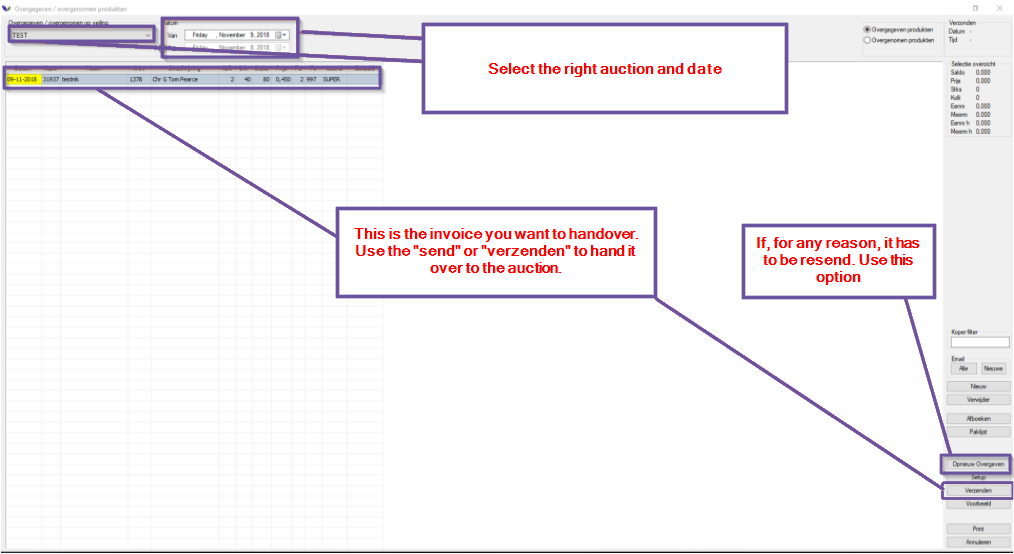 Overgegeven / overgenomen produkten
Overgegeven / overgenomen op veiling
TEST
Datum
Van Friday , November 9, 2018
Friday , November 9, 2018
Overgegeven produkten
Overgenomen produkten
Verzonden
Datum -
Tijd -
Select the right auction and date
09-11-2018 31937 testnik 1378 Chr G Tom Pearce 2 40 80 0,450 2 997 SUPER
Selectie overzicht
Saldo 0,000
Prijs 0,000
Stks 0
Kolli 0
Eenm 0,000
Meerm 0,000
Eenm h 0,000
Meerm h 0,000
This is the invoice you want to handover.
Use the "send" or "verzenden" to hand it
over to the auction.
If, for any reason, it has
to be resend. Use this
option
Koper filter
Email
Alle Nieuwe
Nieuw
Verwijder
Afboeken
Paklijst
Opnieuw Overgeven
Setup
Verzenden
Voorbeeld
Print
Annuleren